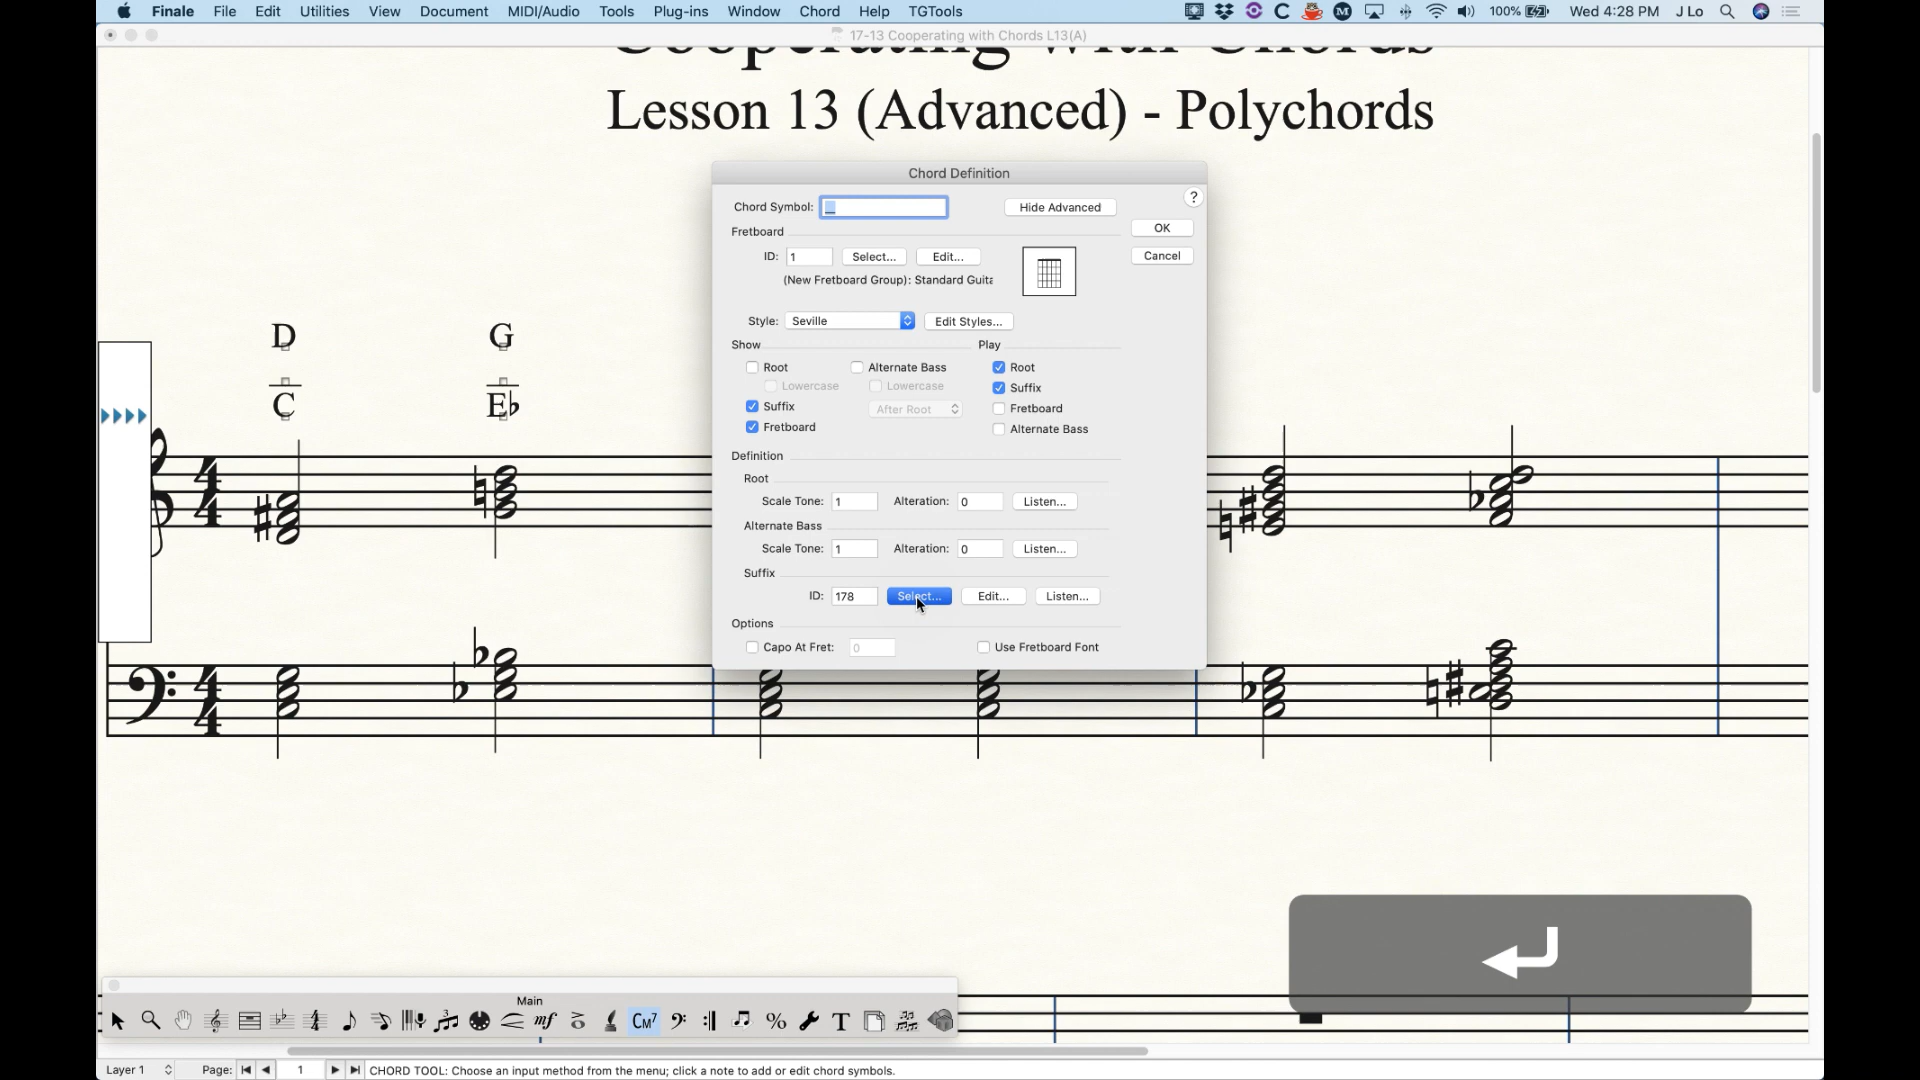 Finale File Edit Utilities View Document MIDI/Audio Tools Plug-ins Window Chord Help TGTools 100% Wed 4:28 PM J Lo
17-13 Cooperating with Chords L13(A)
Cooperating with Chords
Lesson 13 (Advanced) - Polychords
Chord Definition
Chord Symbol: _ Hide Advanced ?
Fretboard OK
ID: 1 Select... Edit... Cancel
(New Fretboard Group): Standard Guita
Style: Seville Edit Styles...
Show Play
Root Alternate Bass Root
Lowercase Lowercase Suffix
Suffix After Root Fretboard
Fretboard Alternate Bass
Definition
Root
Scale Tone: 1 Alteration: 0 Listen...
Alternate Bass
Scale Tone: 1 Alteration: 0 Listen...
Suffix
ID: 178 Select... Edit... Listen...
Options
Capo At Fret: 0 Use Fretboard Font
D G
C E♭
Main
CM7 mf %  T
Layer 1 Page: 1 CHORD TOOL: Choose an input method from the menu; click a note to add or edit chord symbols.